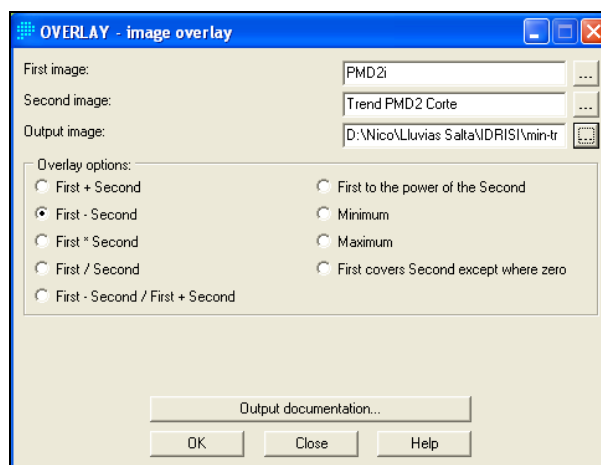 OVERLAY - image overlay
First image: PMD2i ...
Second image: Trend PMD2 Corte ...
Output image: D:\Nico\Lluvias Salta\IDRISI\min-tr ...
Overlay options:
First + Second
First - Second
First * Second
First / Second
First - Second / First + Second
First to the power of the Second
Minimum
Maximum
First covers Second except where zero
Output documentation...
OK Close Help